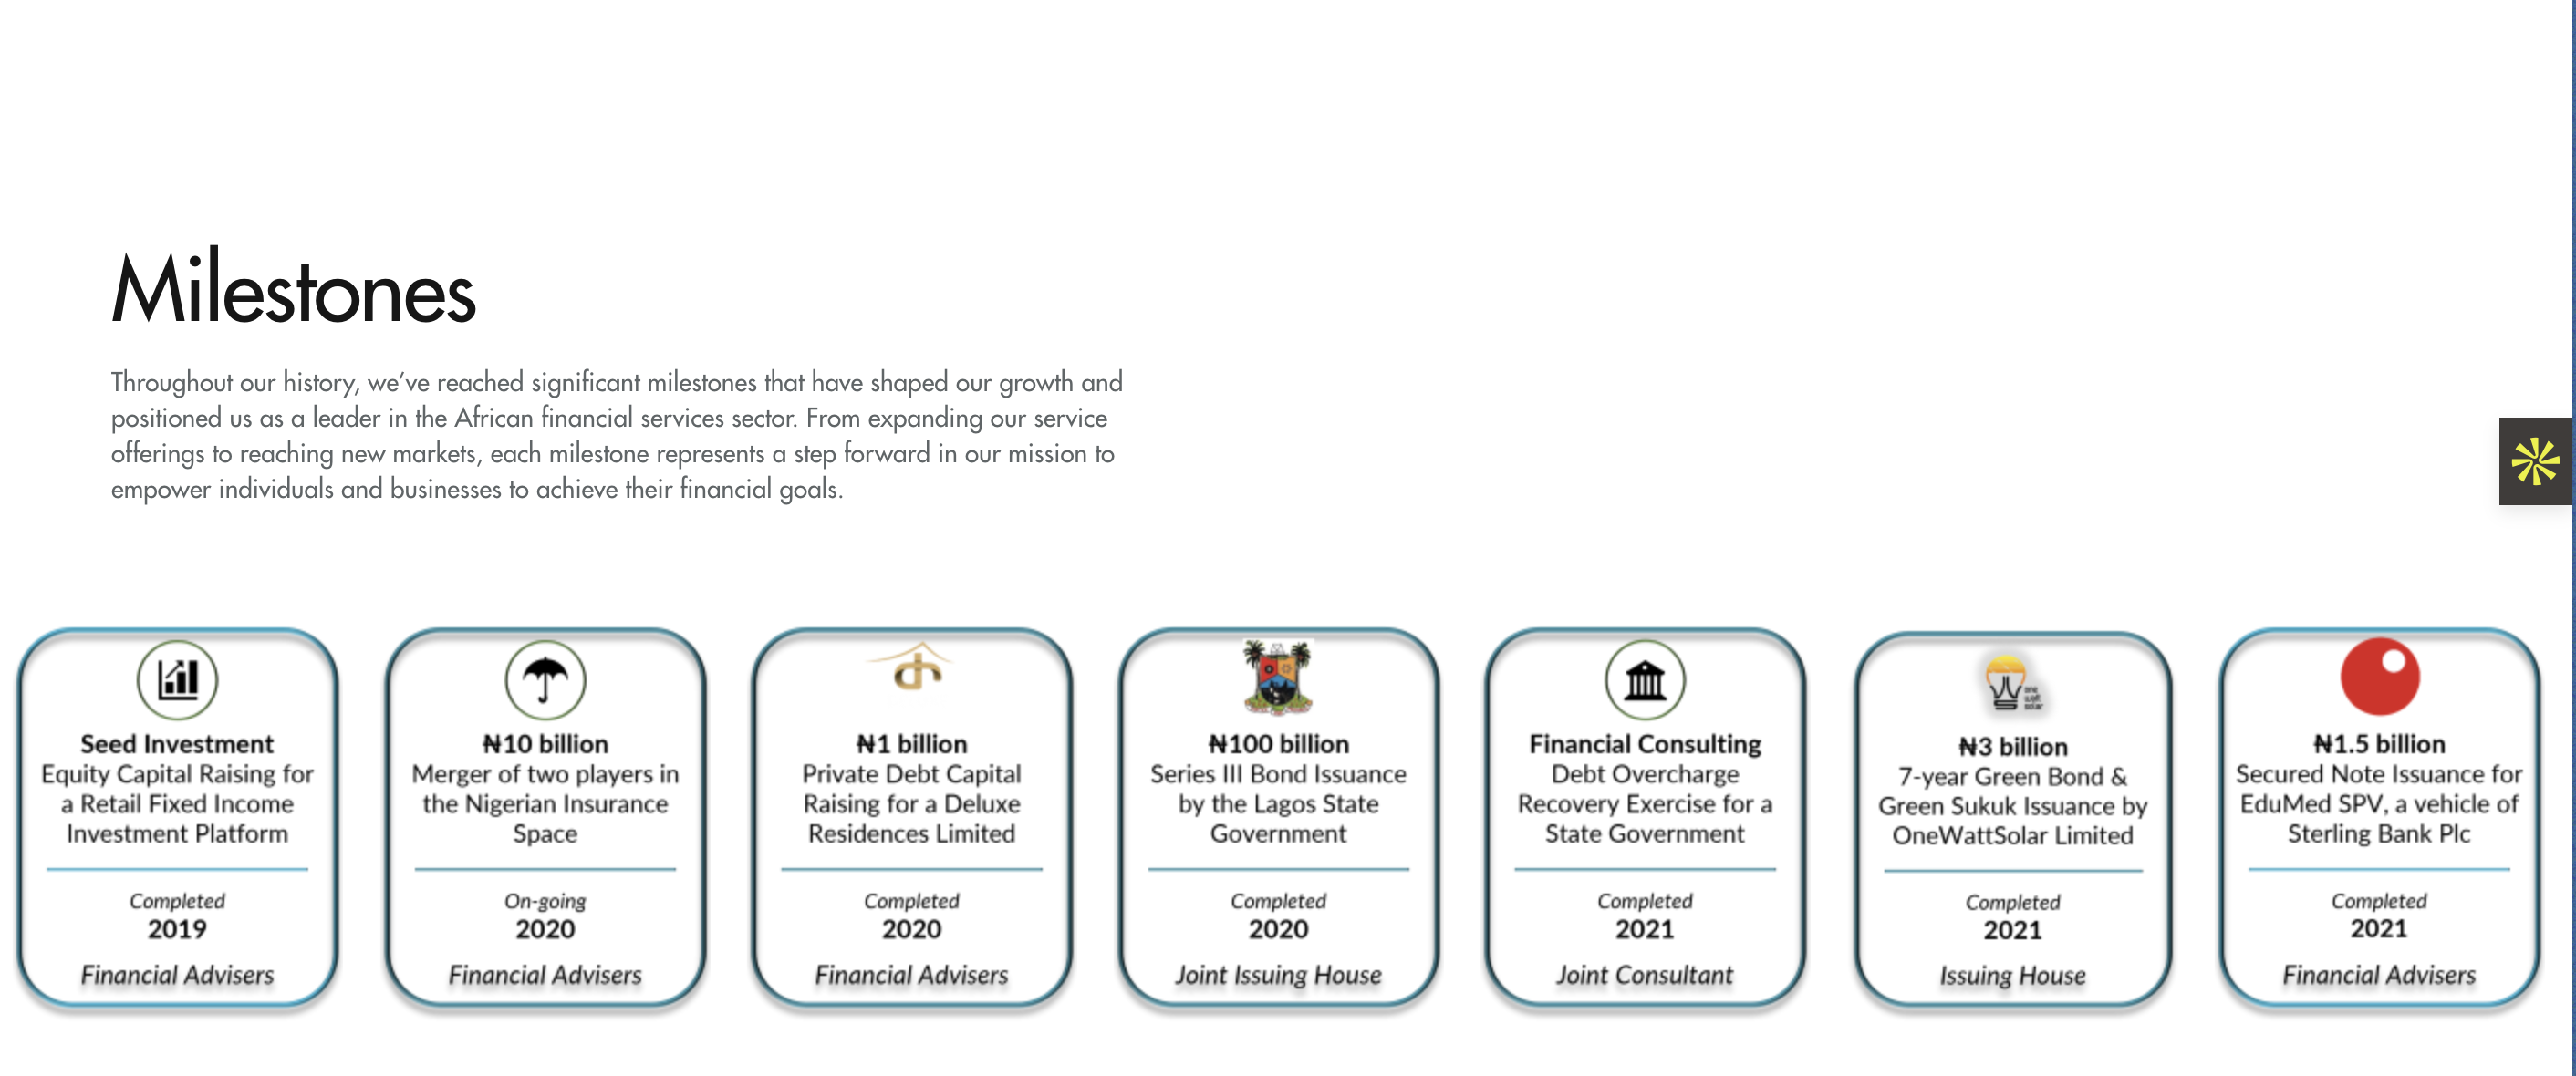 Milestones
Throughout our history, we've reached significant milestones that have shaped our growth and
positioned us as a leader in the African financial services sector. From expanding our service
offerings to reaching new markets, each milestone represents a step forward in our mission to
empower individuals and businesses to achieve their financial goals.
Seed Investment
Equity Capital Raising for
a Retail Fixed Income
Investment Platform
Completed
2019
Financial Advisers
₦10 billion
Merger of two players in
the Nigerian Insurance
Space
On-going
2020
Financial Advisers
₦1 billion
Private Debt Capital
Raising for a Deluxe
Residences Limited
Completed
2020
Financial Advisers
₦100 billion
Series III Bond Issuance
by the Lagos State
Government
Completed
2020
Joint Issuing House
Financial Consulting
Debt Overcharge
Recovery Exercise for a
State Government
Completed
2021
Joint Consultant
one
watt
solar
₦3 billion
7-year Green Bond &
Green Sukuk Issuance by
OneWattSolar Limited
Completed
2021
Issuing House
₦1.5 billion
Secured Note Issuance for
EduMed SPV, a vehicle of
Sterling Bank Plc
Completed
2021
Financial Advisers